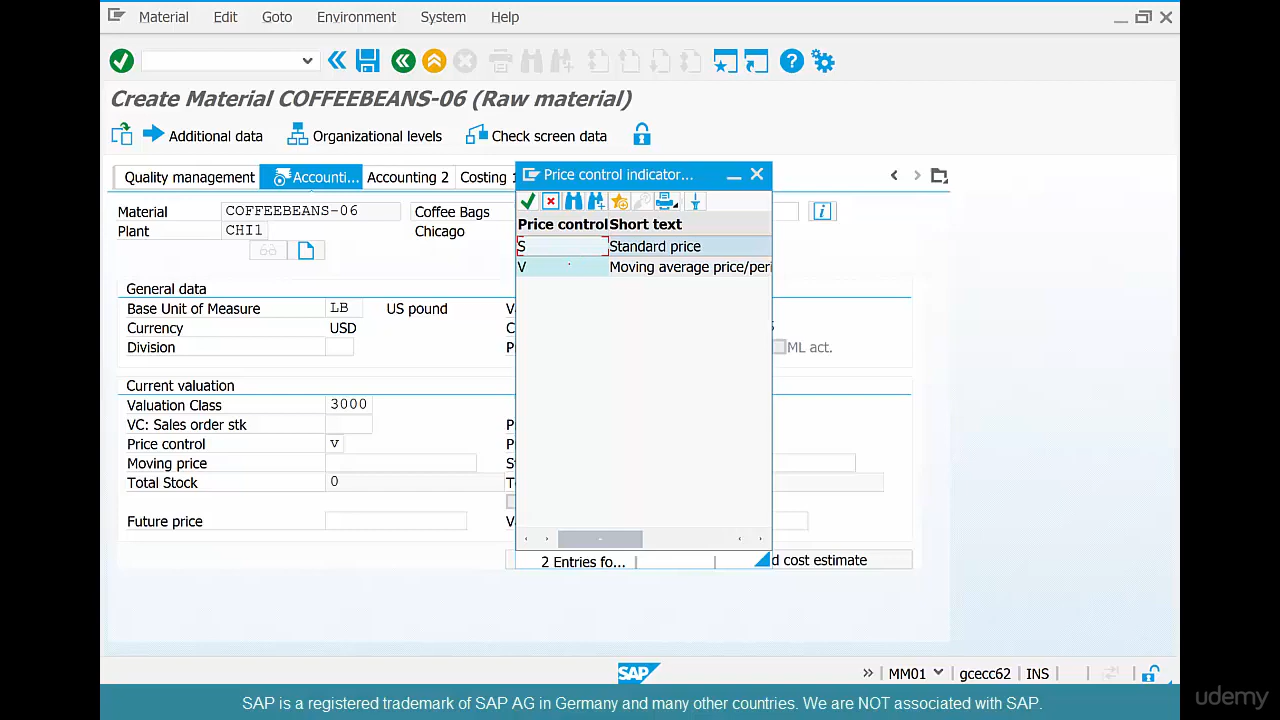 Material Edit Goto Environment System Help
Create Material COFFEEBEANS-06 (Raw material)
Additional data Organizational levels Check screen data
Quality management Accounti... Accounting 2 Costing
Material COFFEEBEANS-06 Coffee Bags
Plant CHI1 Chicago
General data
Base Unit of Measure LB US pound
Currency USD
Division
ML act.
Current valuation
Valuation Class 3000
VC: Sales order stk
Price control v
Moving price
Total Stock 0
Future price
d cost estimate
Price control indicator...
Price control Short text
S Standard price
V Moving average price/peri
2 Entries fo...
SAP
MM01 gcecc62 INS
SAP is a registered trademark of SAP AG in Germany and many other countries. We are NOT associated with SAP.
udemy